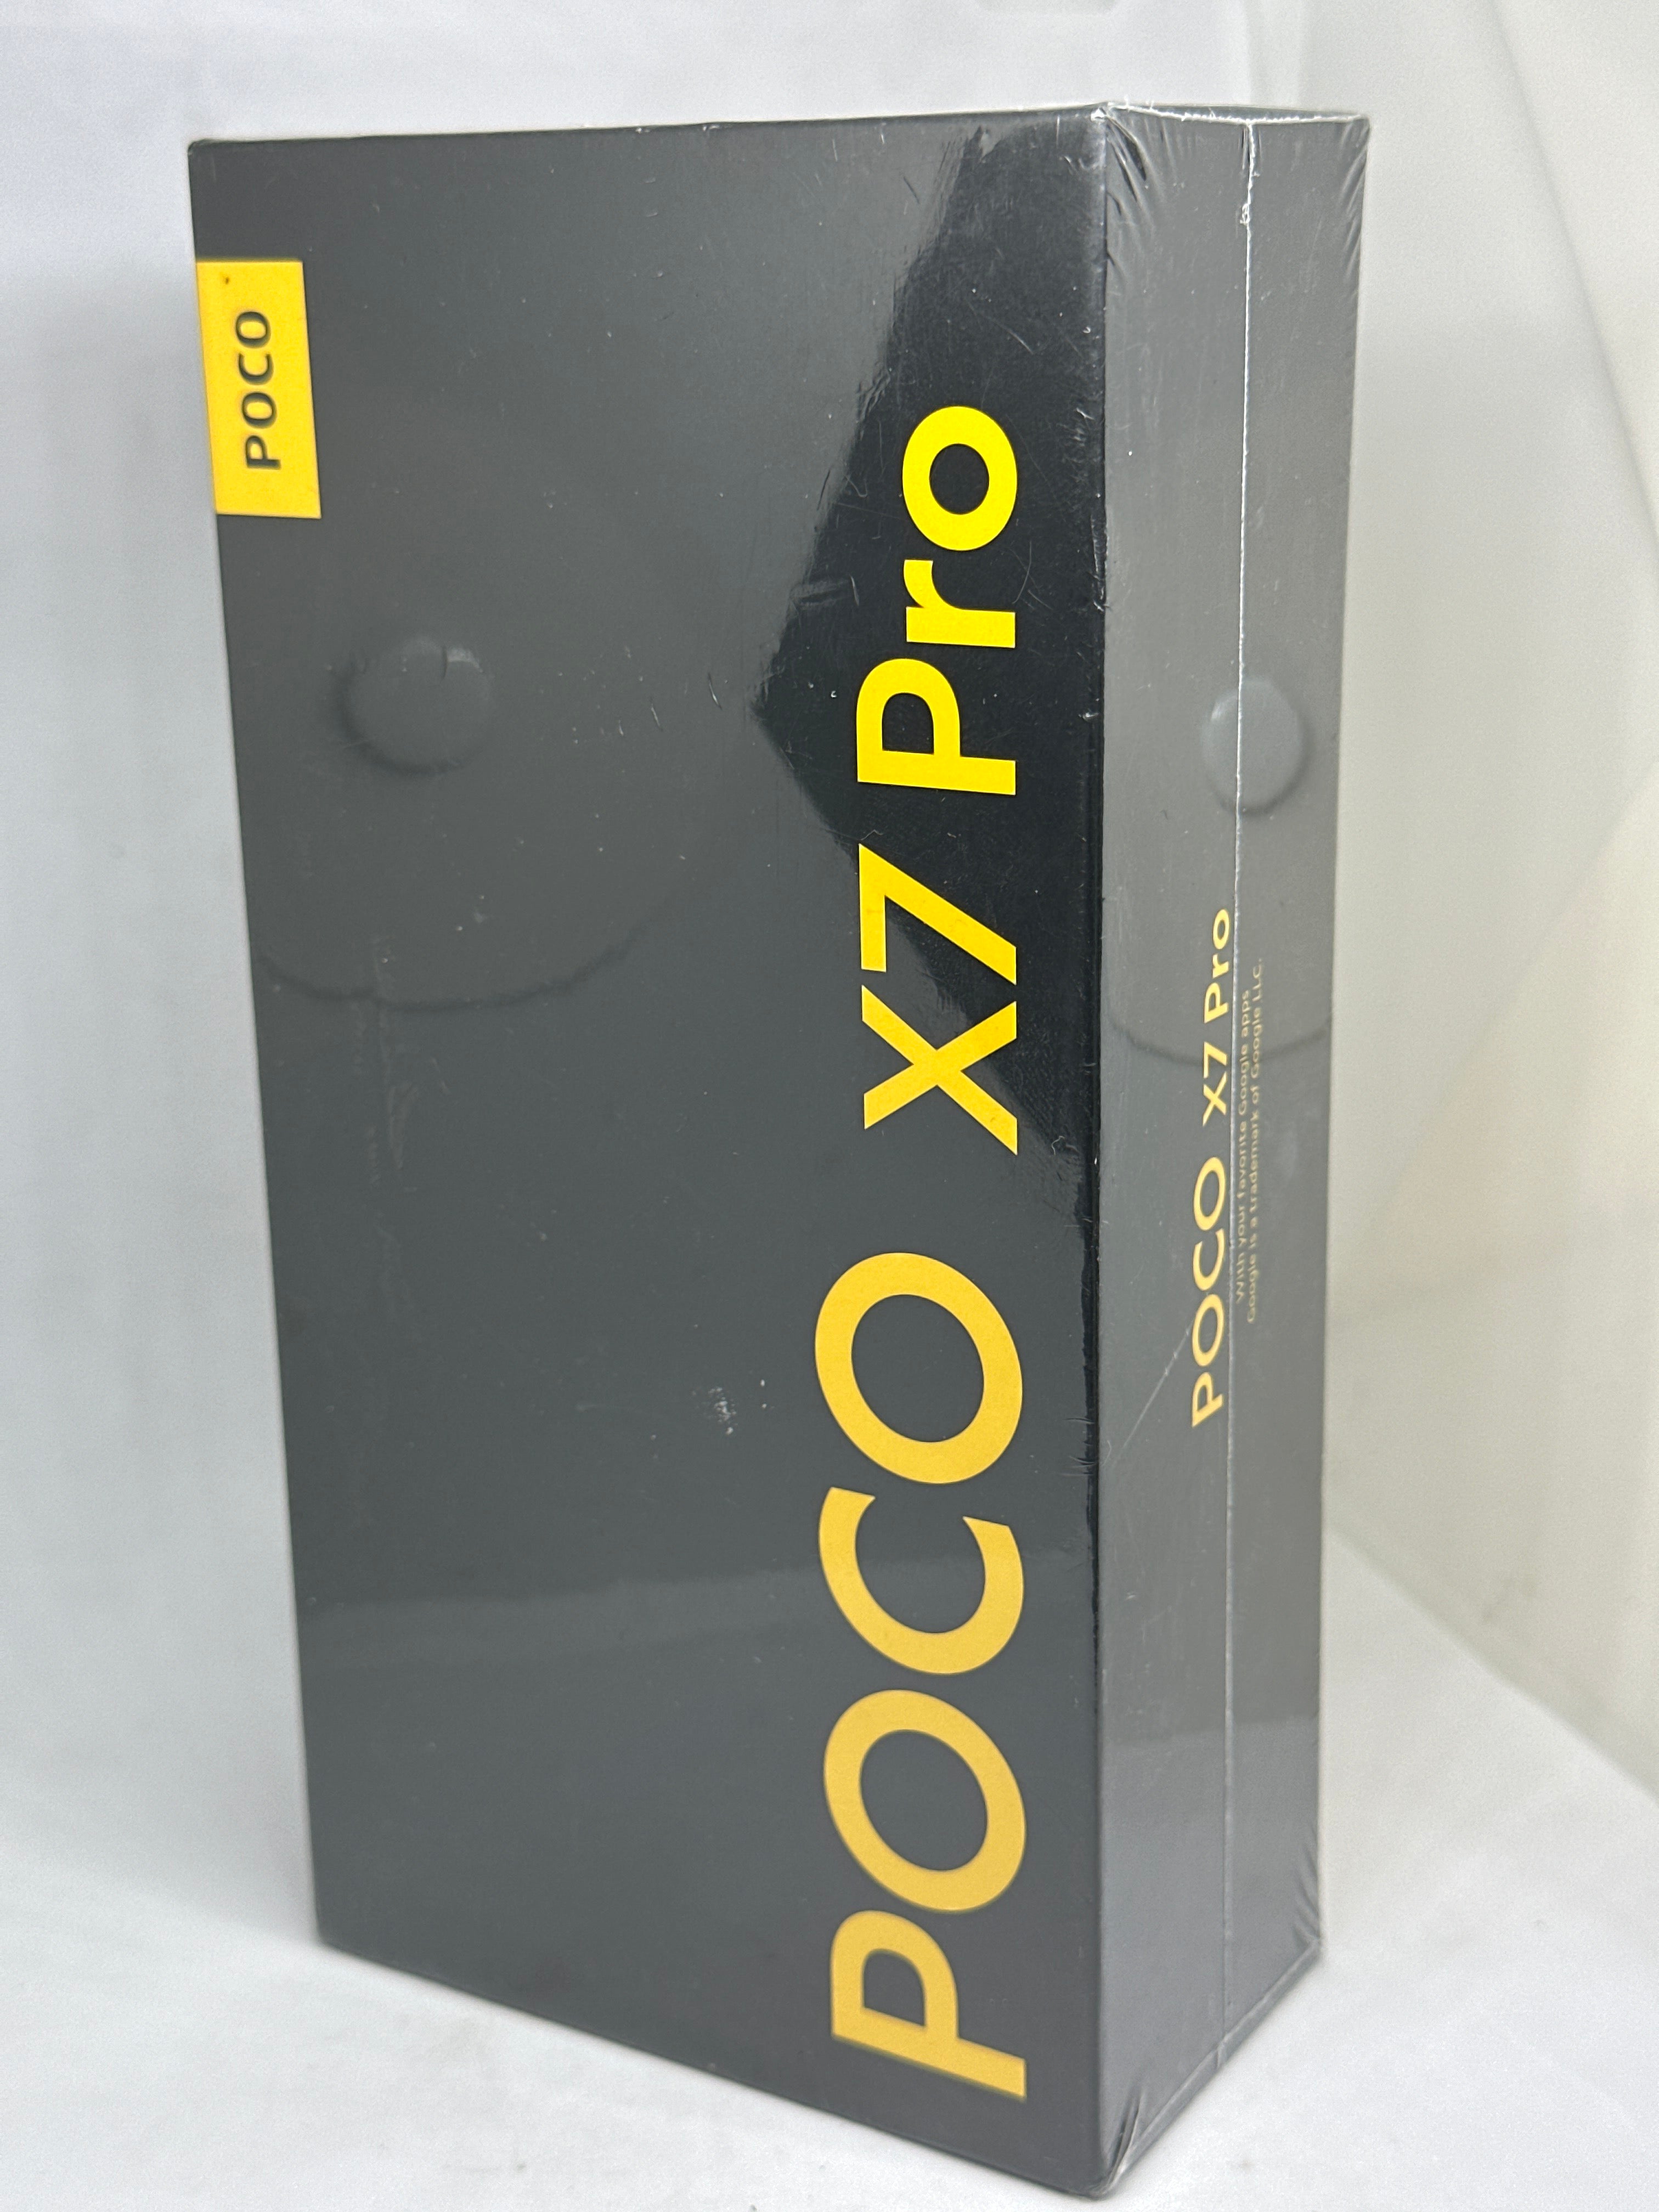 POCO
POCO X7 Pro
POCO X7 Pro
With your favorite Google apps
Google is a trademark of Google LLC.